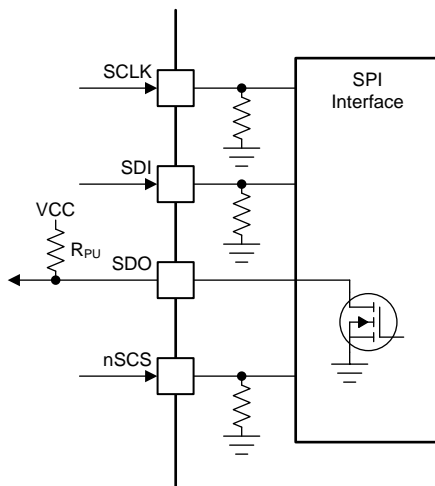 SCLK
SPI
Interface
SDI
VCC
RPU
SDO
nSCS